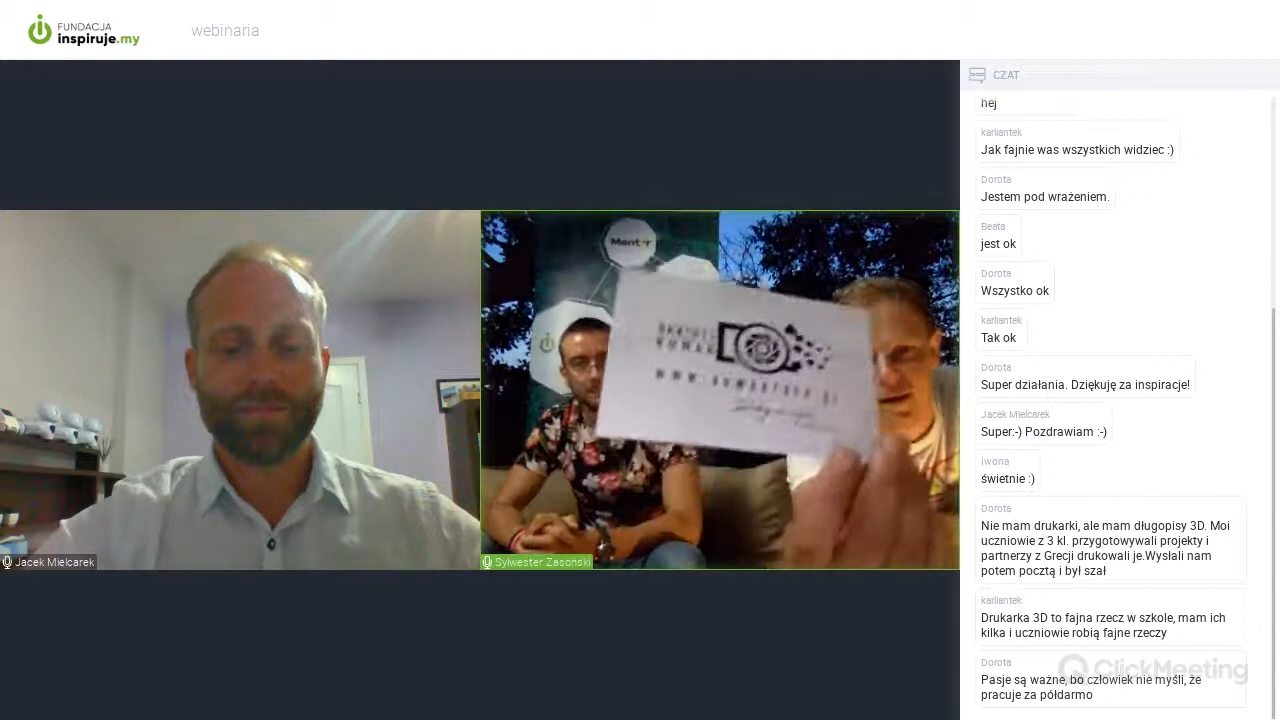 FUNDACJA
inspiruje.my
webinaria
CZAT
hej
karliantek
Jak fajnie was wszystkich widziec :)
Dorota
Jestem pod wrażeniem.
Beata
jest ok
Dorota
Wszystko ok
karliantek
Tak ok
Dorota
Super działania. Dziękuję za inspiracje!
Jacek Mielcarek
Super:-) Pozdrawiam :-)
iwona
świetnie :)
Dorota
Nie mam drukarki, ale mam długopisy 3D. Moi
uczniowie z 3 kl. przygotowywali projekty i
partnerzy z Grecji drukowali je.Wysłali nam
potem pocztą i był szał
karliantek
Drukarka 3D to fajna rzecz w szkole, mam ich
kilka i uczniowie robią fajne rzeczy
Dorota
Pasje są ważne, bo człowiek nie myśli, że
pracuje za półdarmo
ClickMeeting
Mentor
Jacek Mielcarek
Sylwester Zasoński